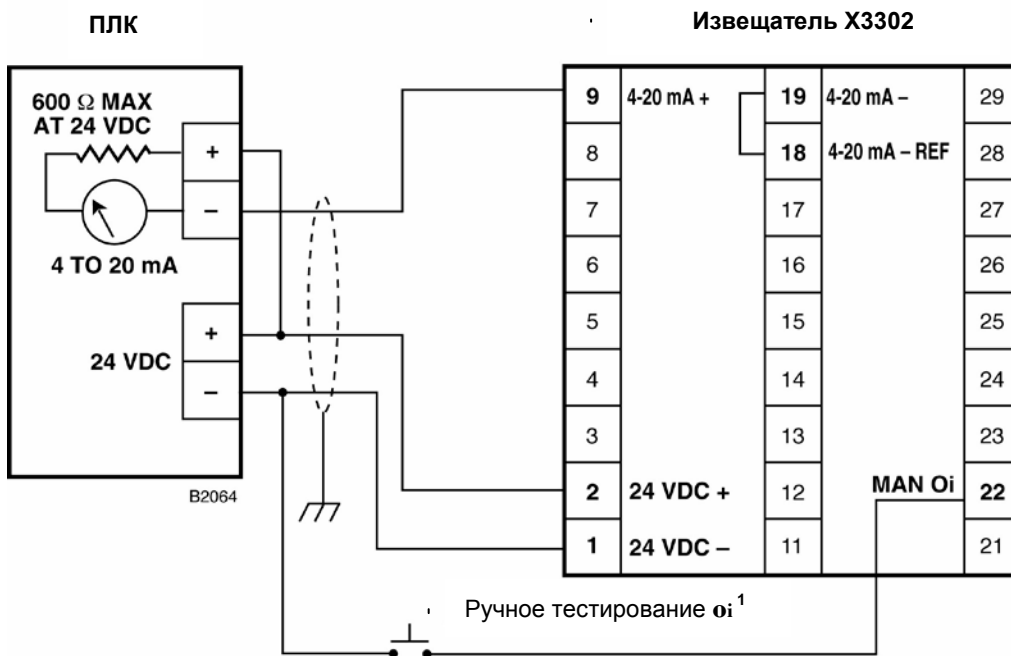 ПЛК
Извещатель X3302
600 Ω MAX
AT 24 VDC
+
–
4 TO 20 mA
+
24 VDC
–
B2064
9 4-20 mA + 19 4-20 mA – 29
8 18 4-20 mA – REF 28
7 17 27
6 16 26
5 15 25
4 14 24
3 13 23
2 24 VDC + 12 MAN Oi 22
1 24 VDC – 11 21
Ручное тестирование oi 1